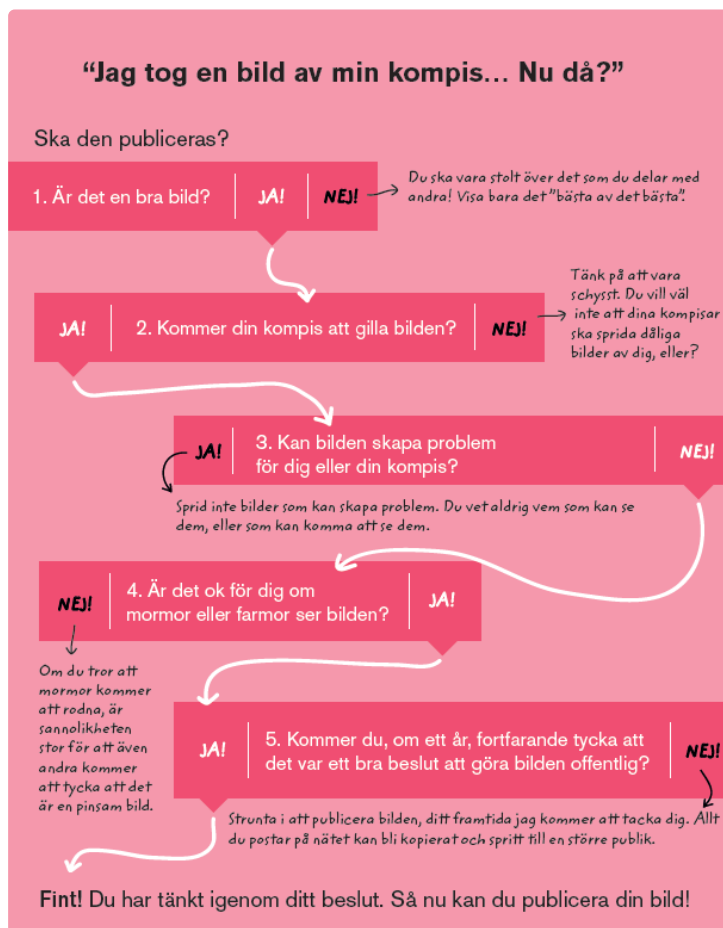 “Jag tog en bild av min kompis... Nu då?”
Ska den publiceras?
1. Är det en bra bild?
JA!
NEJ!
Du ska vara stolt över det som du delar med
andra! Visa bara det ”bästa av det bästa”.
JA!
2. Kommer din kompis att gilla bilden?
NEJ!
Tänk på att vara
schysst. Du vill väl
inte att dina kompisar
ska sprida dåliga
bilder av dig, eller?
JA!
3. Kan bilden skapa problem
för dig eller din kompis?
NEJ!
Sprid inte bilder som kan skapa problem. Du vet aldrig vem som kan se
dem, eller som kan komma att se dem.
NEJ!
4. Är det ok för dig om
mormor eller farmor ser bilden?
JA!
Om du tror att
mormor kommer
att rodna, är
sannolikheten
stor för att även
andra kommer
att tycka att det
är en pinsam bild.
JA!
5. Kommer du, om ett år, fortfarande tycka att
det var ett bra beslut att göra bilden offentlig?
NEJ!
Strunta i att publicera bilden, ditt framtida jag kommer att tacka dig. Allt
du postar på nätet kan bli kopierat och spritt till en större publik.
Fint! Du har tänkt igenom ditt beslut. Så nu kan du publicera din bild!